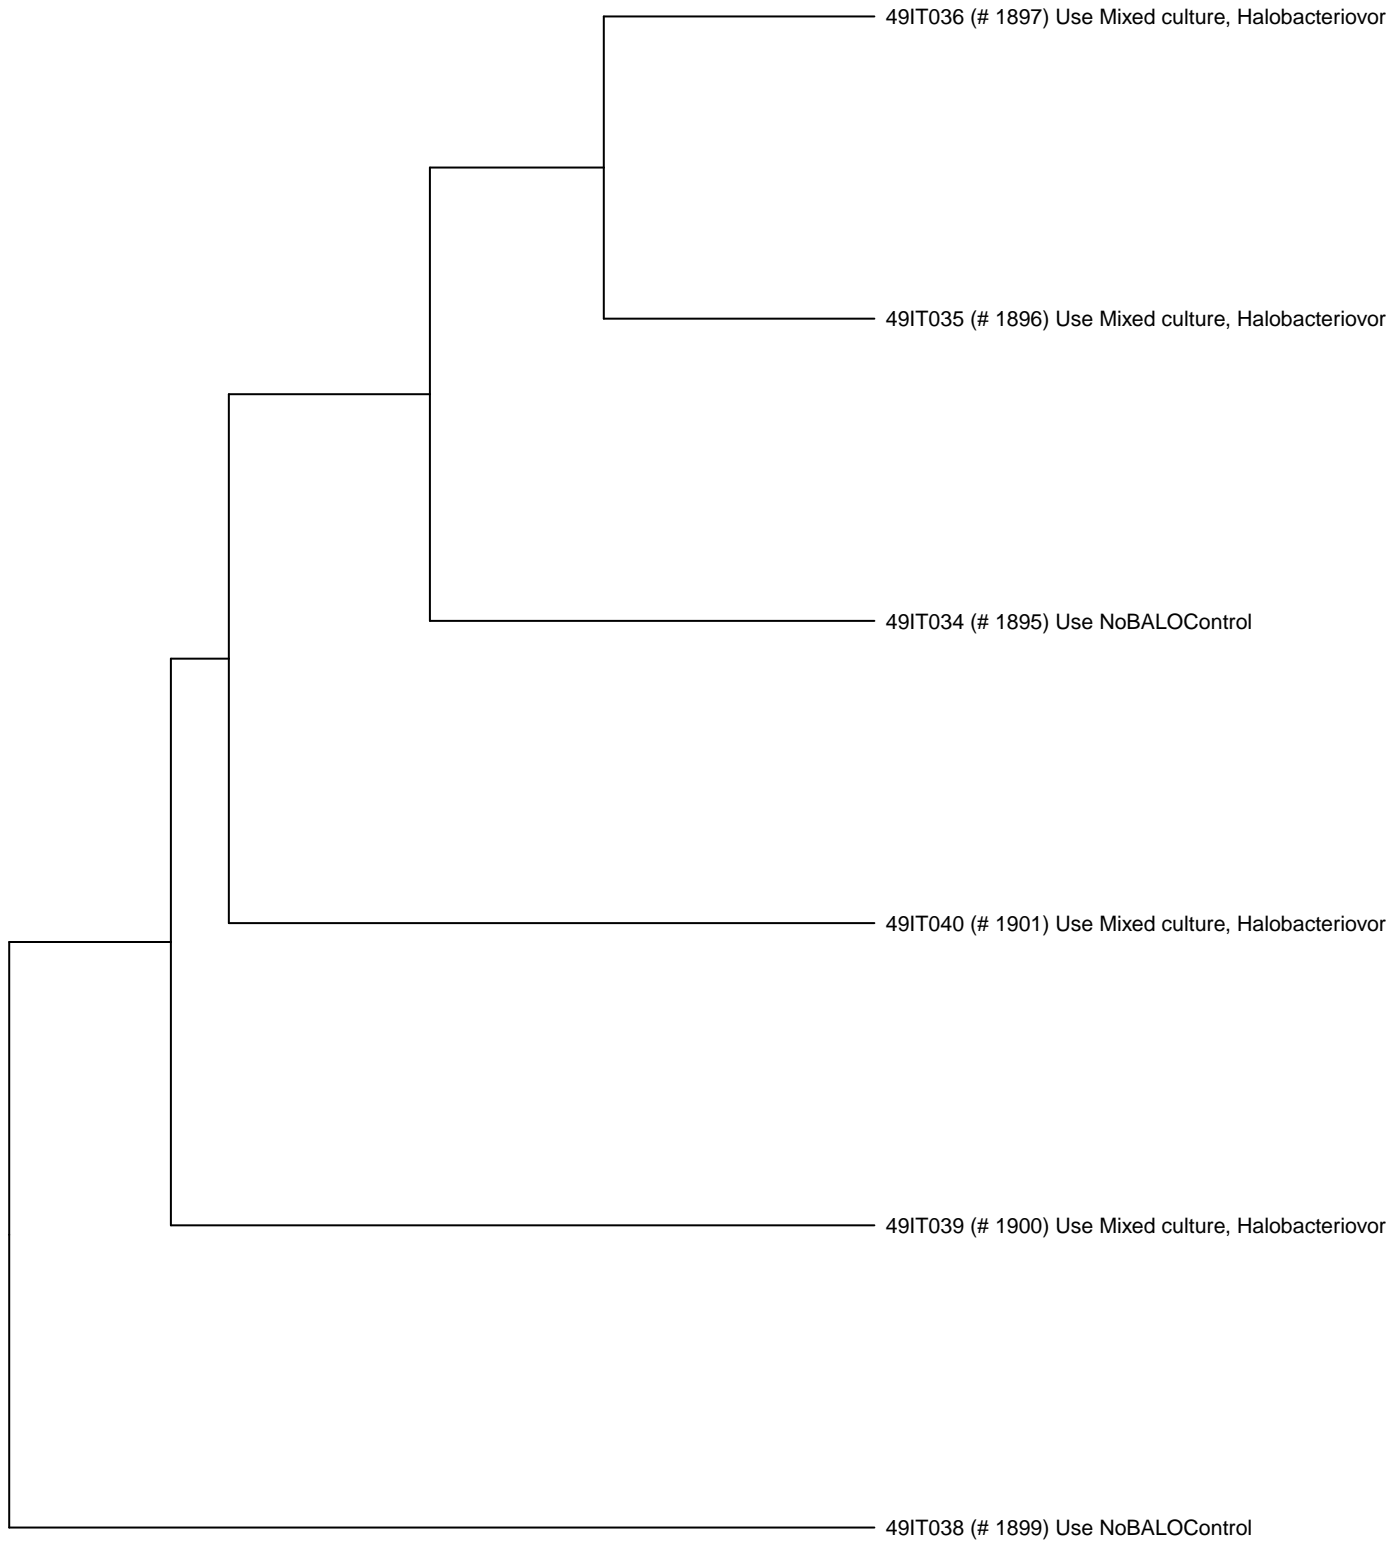 49IT036 (# 1897) Use Mixed culture, Halobacteriovor
49IT035 (# 1896) Use Mixed culture, Halobacteriovor
49IT034 (# 1895) Use NoBALOControl
49IT040 (# 1901) Use Mixed culture, Halobacteriovor
49IT039 (# 1900) Use Mixed culture, Halobacteriovor
49IT038 (# 1899) Use NoBALOControl